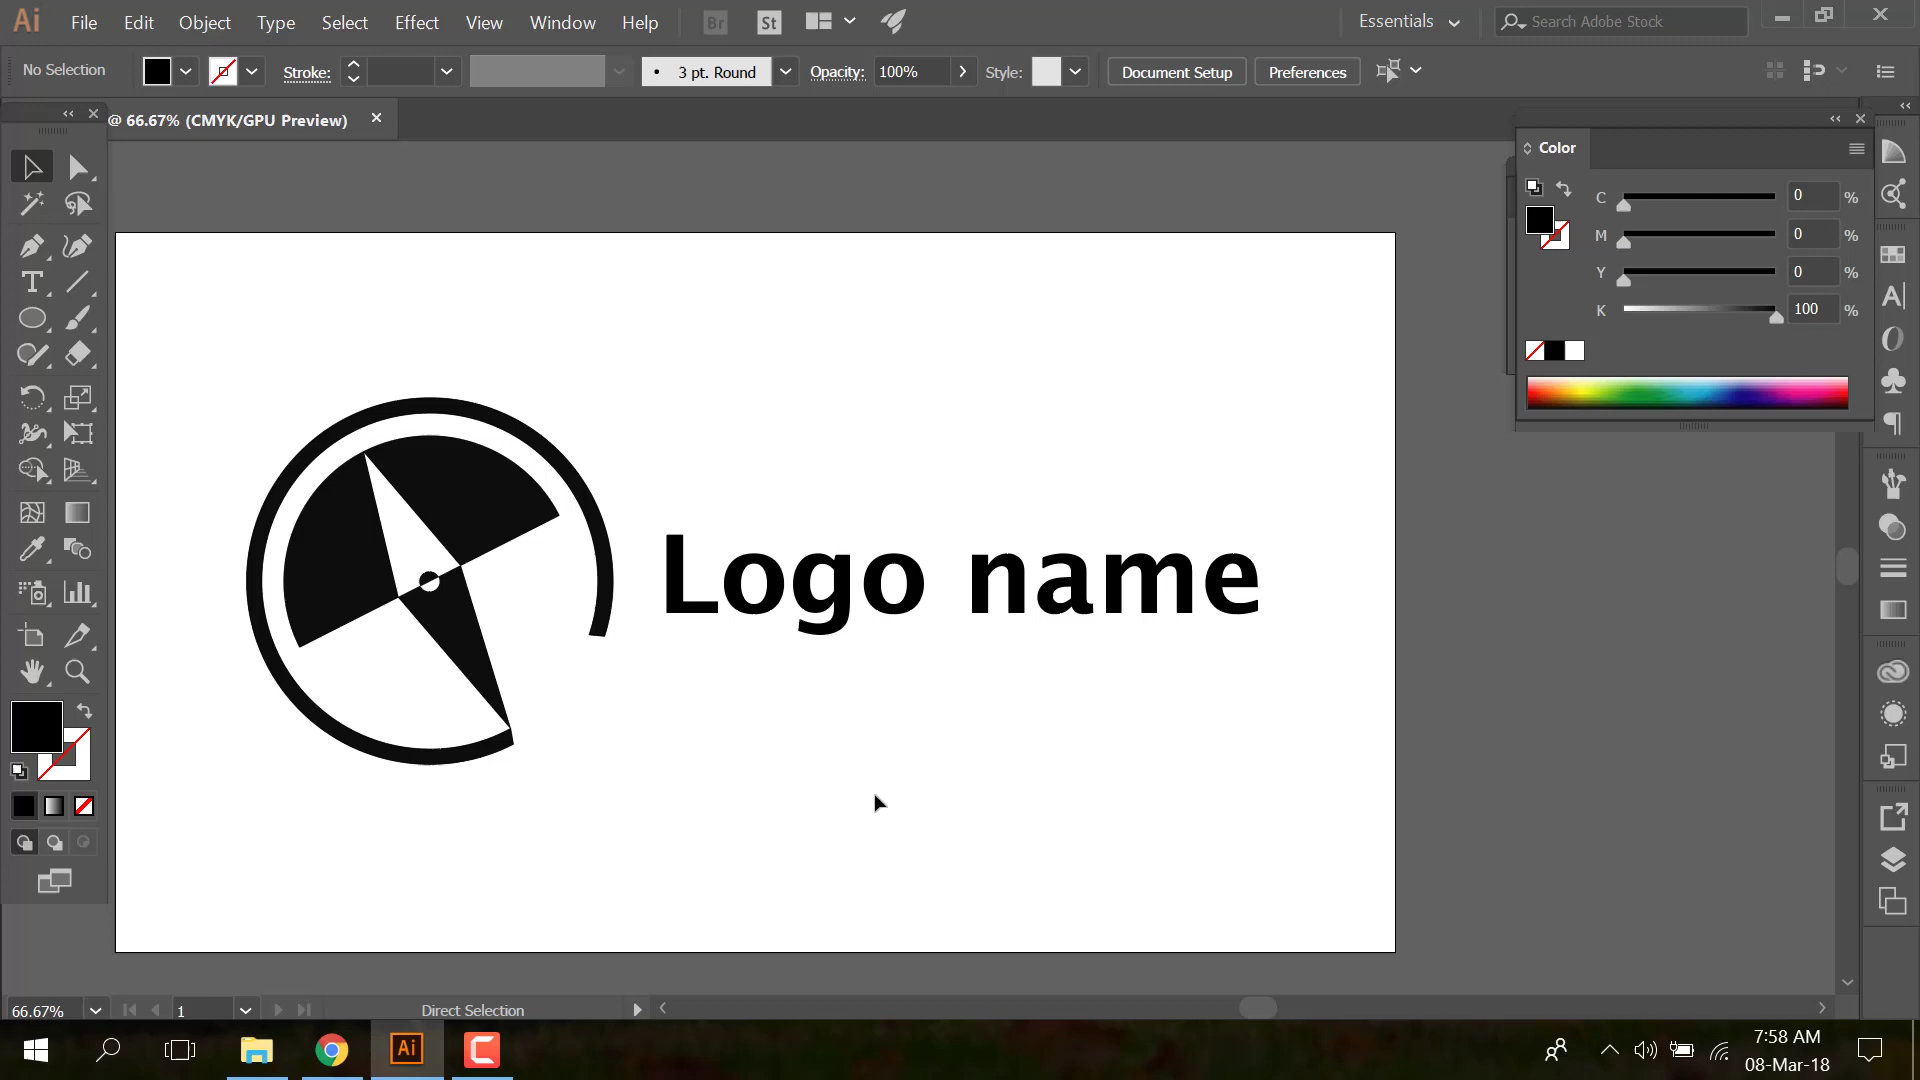 Ai File Edit Object Type Select Effect View Window Help Br St Essentials Search Adobe Stock
No Selection Stroke: 3 pt. Round Opacity: 100% Style: Document Setup Preferences
@ 66.67% (CMYK/GPU Preview)
Color
C 0 %
M 0 %
Y 0 %
K 100 %
Logo name
66.67% 1 Direct Selection
Ai
7:58 AM
08-Mar-18